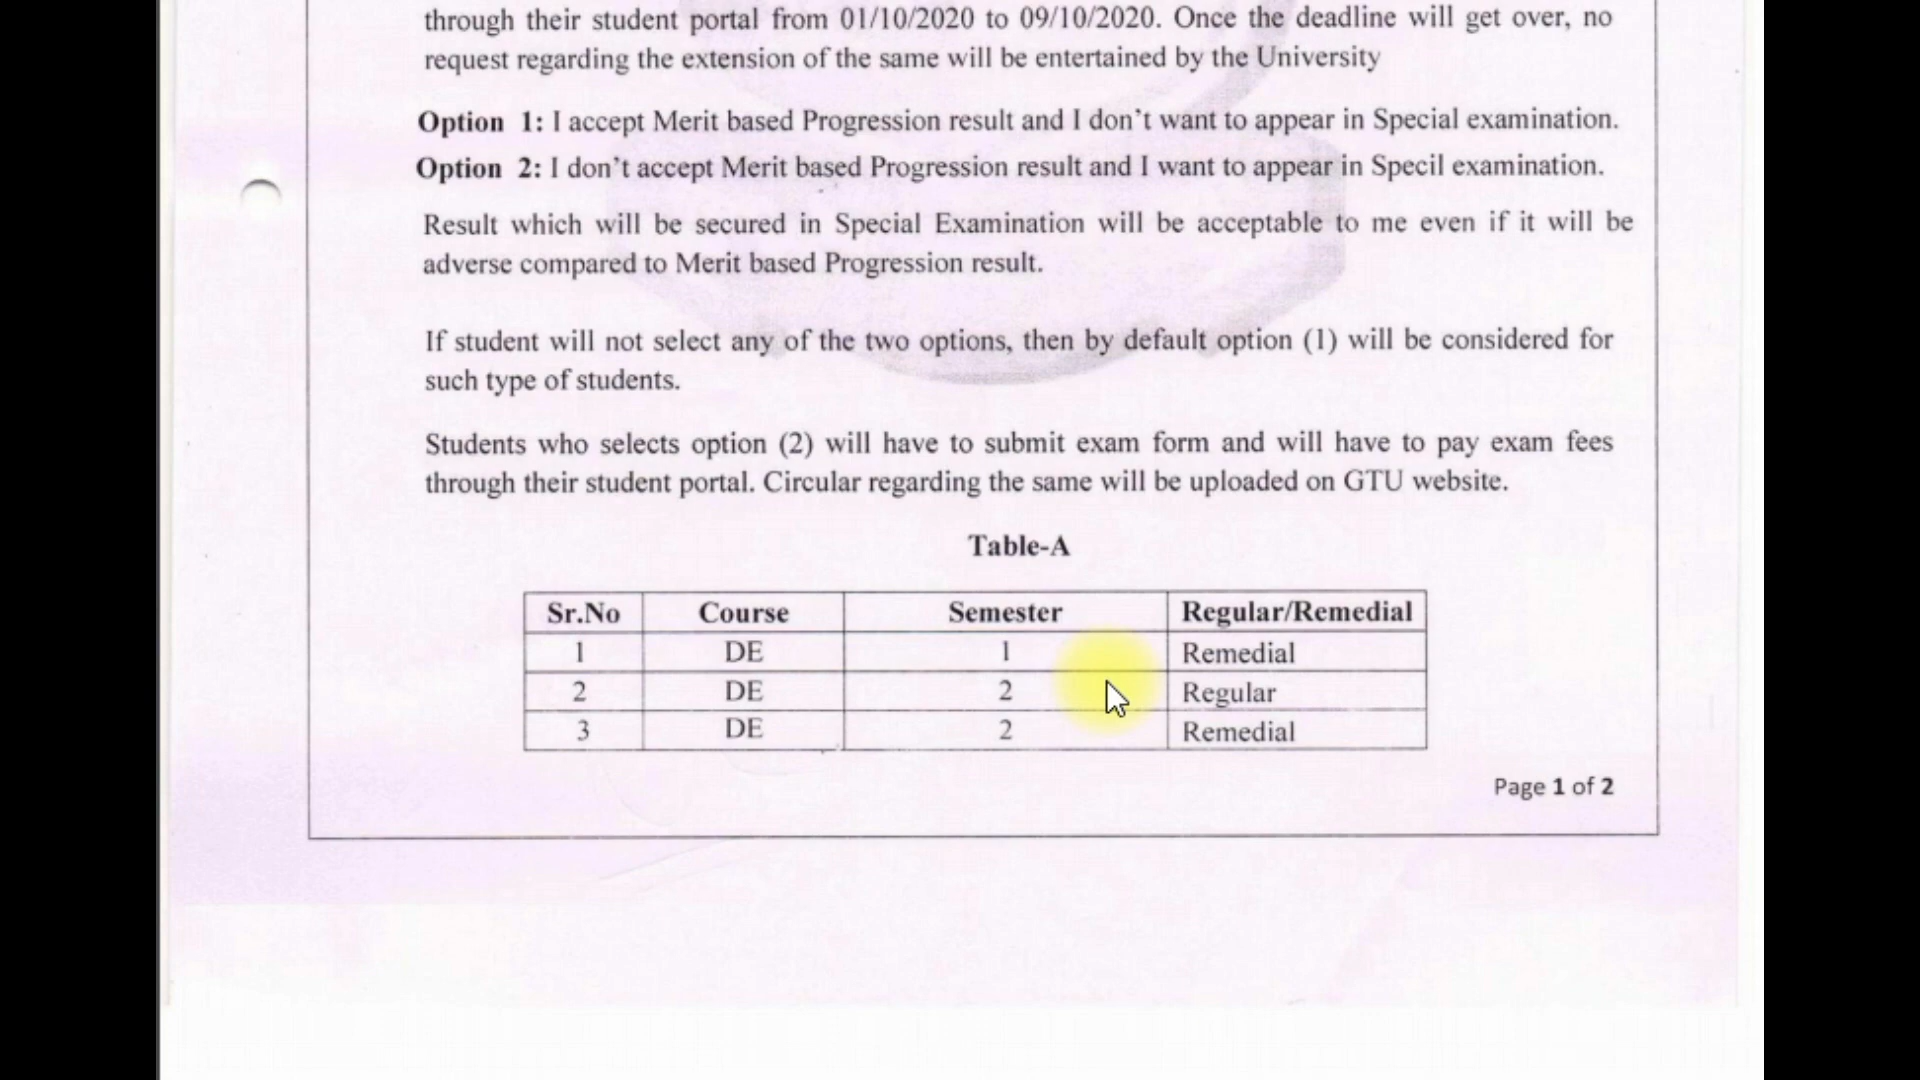 through their student portal from 01/10/2020 to 09/10/2020. Once the deadline will get over, no
request regarding the extension of the same will be entertained by the University
Option 1: I accept Merit based Progression result and I don't want to appear in Special examination.
Option 2: I don't accept Merit based Progression result and I want to appear in Specil examination.
Result which will be secured in Special Examination will be acceptable to me even if it will be
adverse compared to Merit based Progression result.
If student will not select any of the two options, then by default option (1) will be considered for
such type of students.
Students who selects option (2) will have to submit exam form and will have to pay exam fees
through their student portal. Circular regarding the same will be uploaded on GTU website.
Table-A
Sr.No Course Semester Regular/Remedial
1 DE 1 Remedial
2 DE 2 Regular
3 DE 2 Remedial
Page 1 of 2